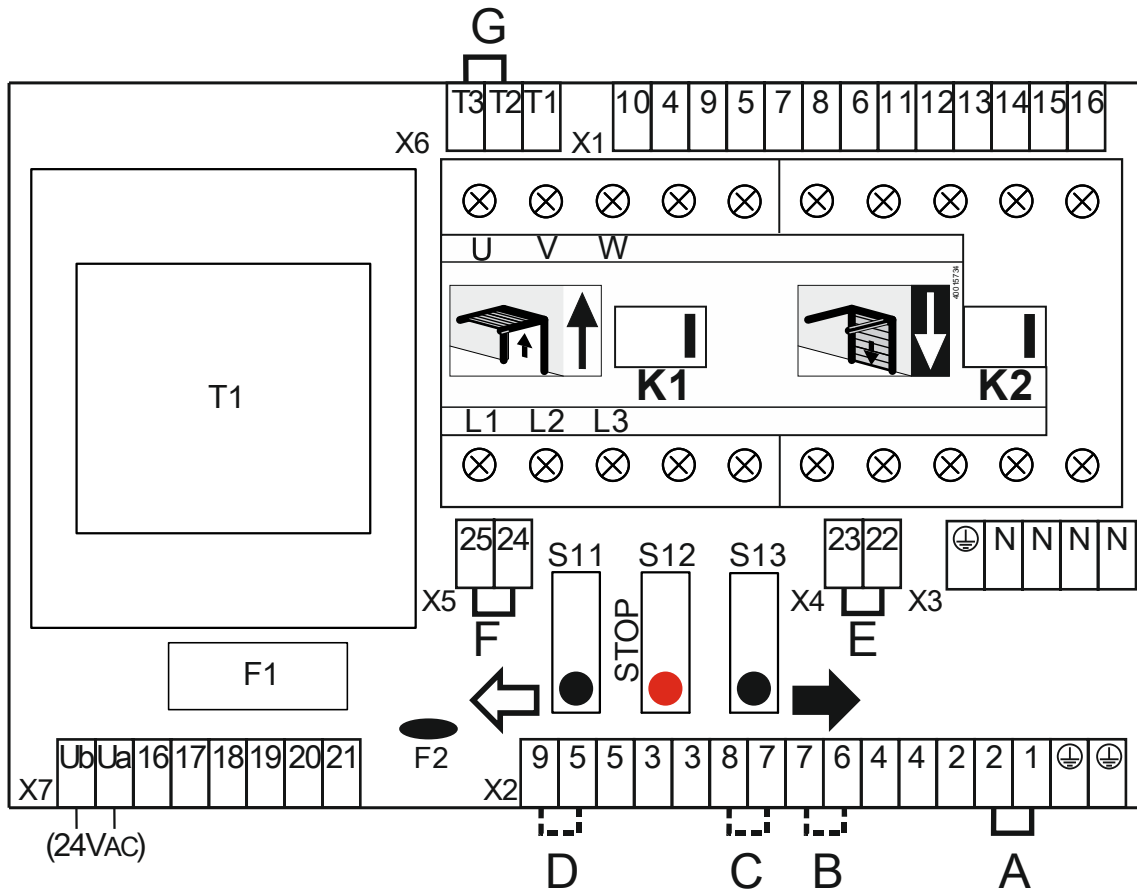 G
T3 T2 T1
10 4 9 5 7 8 6 11 12 13 14 15 16
X6
X1
U V W
40015734
T1
K1
K2
L1 L2 L3
25 24
23 22
N N N N
S11
S12
S13
X5
X4
X3
F
STOP
E
F1
F2
Ub Ua 16 17 18 19 20 21
9 5 5 3 3 8 7 7 6 4 4 2 2 1
X7
X2
(24VAC)
D
C
B
A